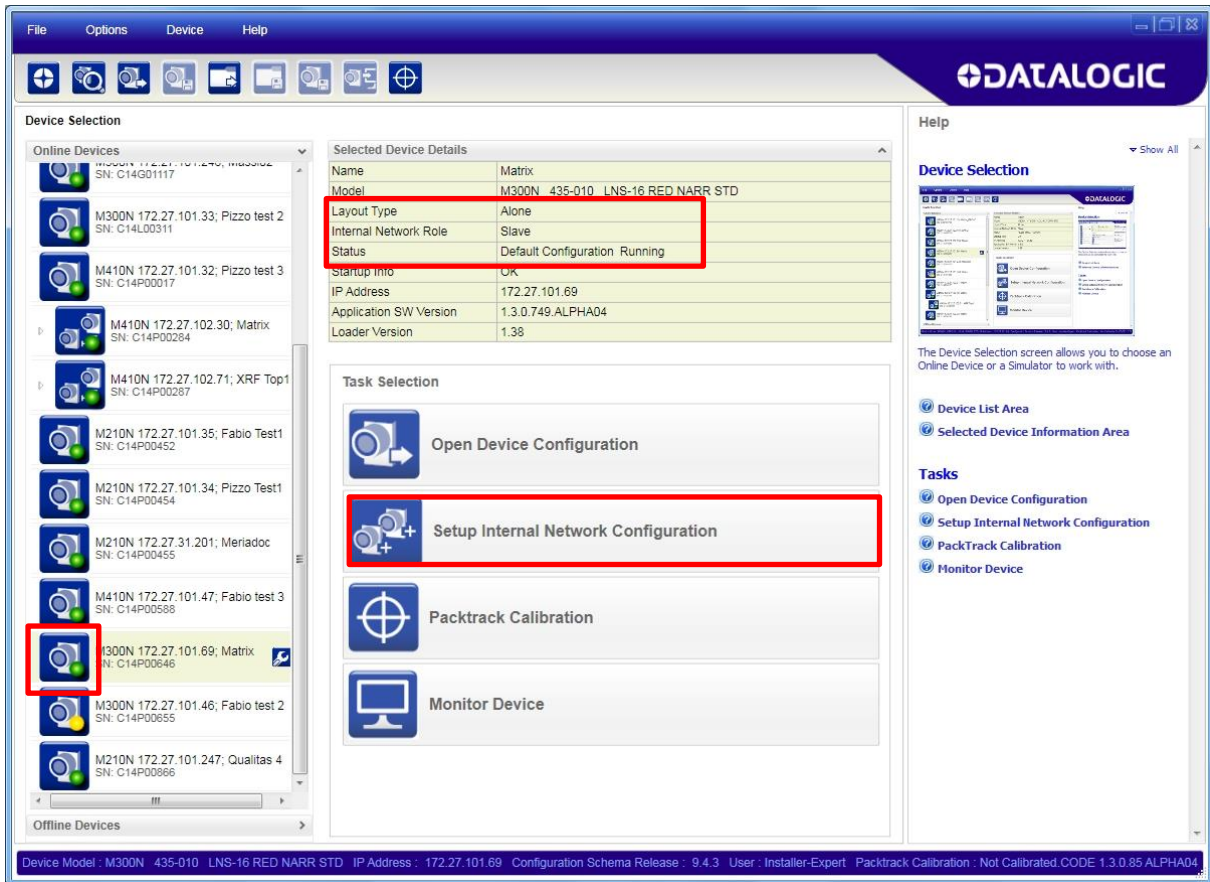 File Options Device Help
DATALOGIC
Device Selection
Online Devices
SN: C14G01117
M300N 172.27.101.33; Pizzo test 2
SN: C14L00311
M410N 172.27.101.32; Pizzo test 3
SN: C14P00017
M410N 172.27.102.30; Matrix
SN: C14P00284
M410N 172.27.102.71; XRF Top1
SN: C14P00287
M210N 172.27.101.35; Fabio Test1
SN: C14P00452
M210N 172.27.101.34; Pizzo Test1
SN: C14P00454
M210N 172.27.31.201; Meriadoc
SN: C14P00455
M410N 172.27.101.47; Fabio test 3
SN: C14P00588
M300N 172.27.101.69; Matrix
SN: C14P00646
M300N 172.27.101.46; Fabio test 2
SN: C14P00655
M210N 172.27.101.247; Qualitas 4
SN: C14P00866
Offline Devices
Selected Device Details
Name Matrix
Model M300N 435-010 LNS-16 RED NARR STD
Layout Type Alone
Internal Network Role Slave
Status Default Configuration Running
Startup Info OK
IP Address 172.27.101.69
Application SW Version 1.3.0.749.ALPHA04
Loader Version 1.38
Task Selection
Open Device Configuration
Setup Internal Network Configuration
Packtrack Calibration
Monitor Device
Help
Show All
Device Selection
The Device Selection screen allows you to choose an
Online Device or a Simulator to work with.
Device List Area
Selected Device Information Area
Tasks
Open Device Configuration
Setup Internal Network Configuration
PackTrack Calibration
Monitor Device
Device Model : M300N 435-010 LNS-16 RED NARR STD IP Address : 172.27.101.69 Configuration Schema Release : 9.4.3 User : Installer-Expert Packtrack Calibration : Not Calibrated.CODE 1.3.0.85 ALPHA04